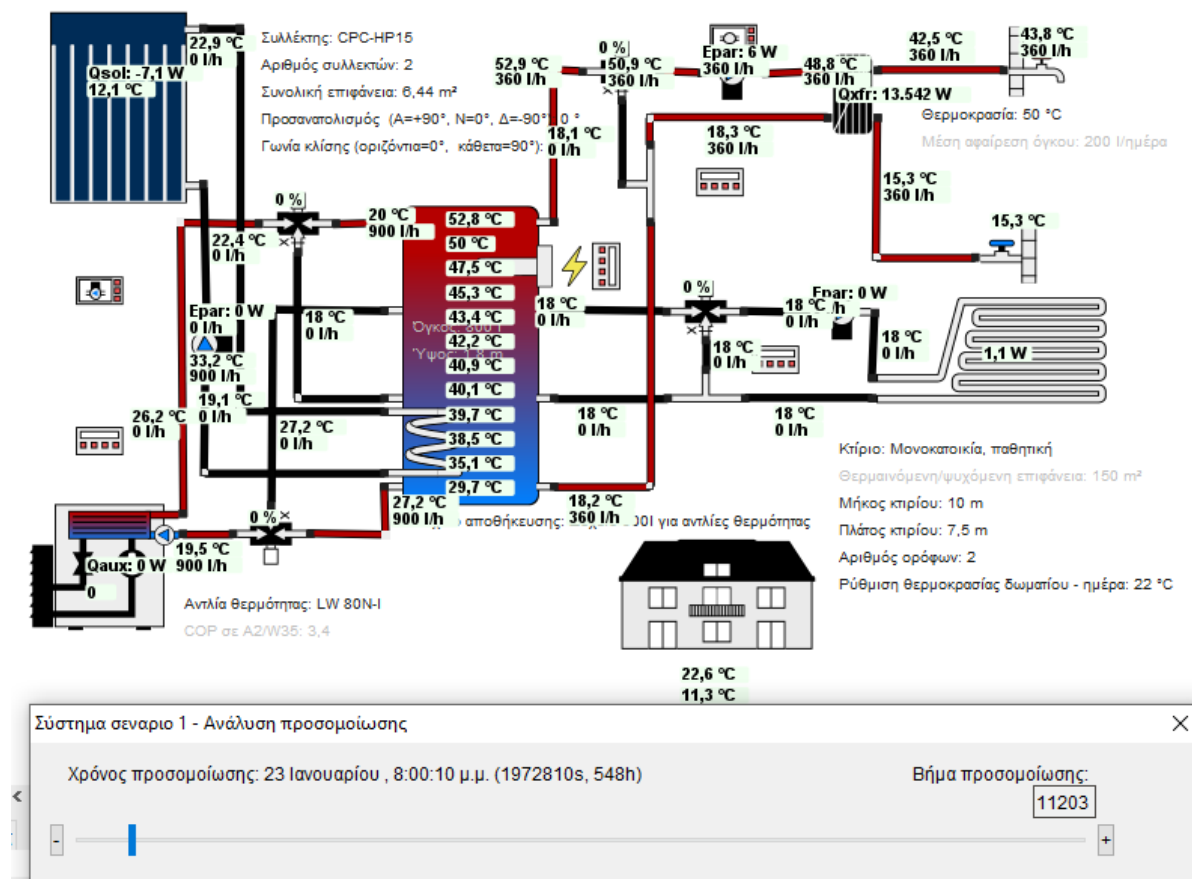 22,9 °C
0 l/h
Qsol: -7,1 W
12,1 °C
Συλλέκτης: CPC-HP15
Αριθμός συλλεκτών: 2
Συνολική επιφάνεια: 6,44 m²
Προσανατολισμός (Α=+90°, Ν=0°, Δ=-90°): 0 °
Γωνία κλίσης (οριζόντια=0°, κάθετα=90°):
52,9 °C
360 l/h
0 %
50,9 °C
360 l/h
Epar: 6 W
360 l/h
48,8 °C
360 l/h
42,5 °C
360 l/h
43,8 °C
360 l/h
Qxfr: 13.542 W
Θερμοκρασία: 50 °C
Μέση αφαίρεση όγκου: 200 l/ημέρα
18,1 °C
0 l/h
18,3 °C
360 l/h
15,3 °C
360 l/h
15,3 °C
0 %
20 °C
900 l/h
22,4 °C
0 l/h
52,8 °C
50 °C
47,5 °C
45,3 °C
43,4 °C
Όγκος: 800 l
42,2 °C
Ύψος: 1,8 m
40,9 °C
40,1 °C
39,7 °C
38,5 °C
35,1 °C
29,7 °C
Epar: 0 W
0 l/h
33,2 °C
900 l/h
19,1 °C
0 l/h
18 °C
0 l/h
18 °C
0 l/h
0 %
18 °C
0 l/h
Epar: 0 W
18 °C
0 l/h
18 °C
0 l/h
1,1 W
26,2 °C
0 l/h
27,2 °C
0 l/h
18 °C
0 l/h
18 °C
0 l/h
27,2 °C
900 l/h
18,2 °C
360 l/h
αποθήκευσης:
για αντλίες θερμότητας
0 %
19,5 °C
900 l/h
Qaux: 0 W
0
Αντλία θερμότητας: LW 80N-I
COP σε A2/W35: 3,4
Κτίριο: Μονοκατοικία, παθητική
Θερμαινόμενη/ψυχόμενη επιφάνεια: 150 m²
Μήκος κτιρίου: 10 m
Πλάτος κτιρίου: 7,5 m
Αριθμός ορόφων: 2
Ρύθμιση θερμοκρασίας δωματίου - ημέρα: 22 °C
22,6 °C
11,3 °C
Σύστημα σεναριο 1 - Ανάλυση προσομοίωσης
Χρόνος προσομοίωσης: 23 Ιανουαρίου , 8:00:10 μ.μ. (1972810s, 548h)
Βήμα προσομοίωσης:
11203
- +